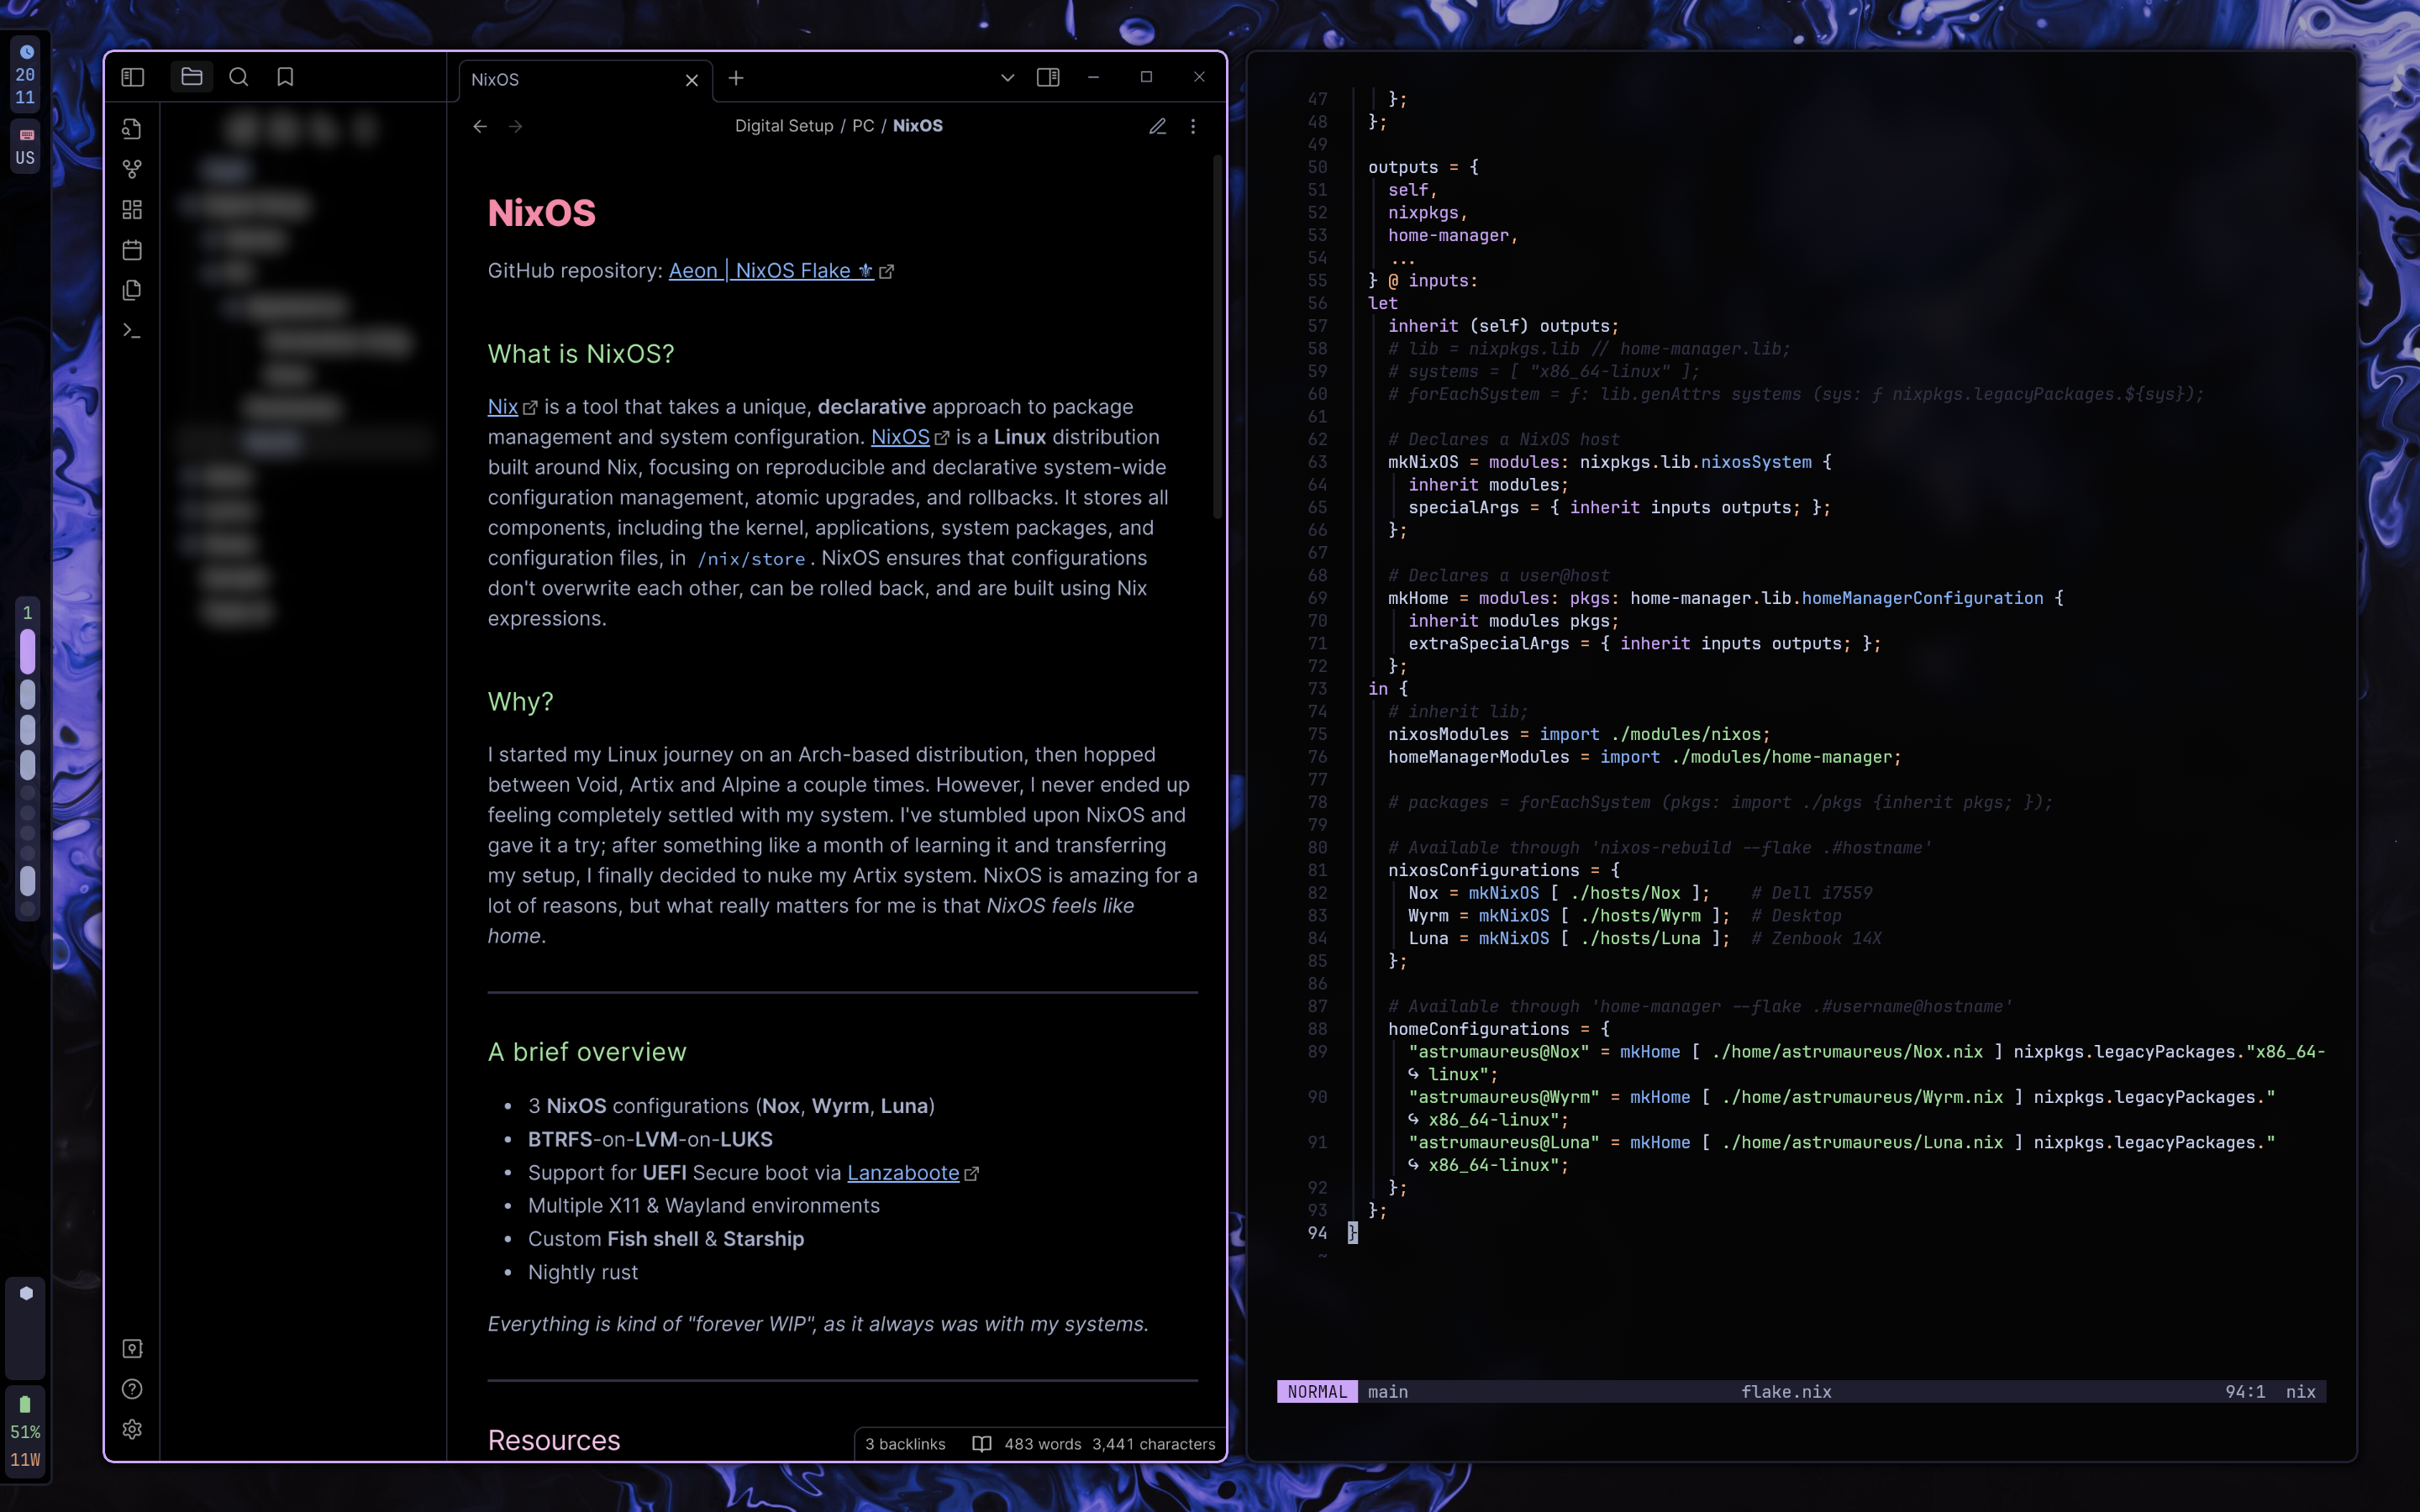 20
11
US
1
51%
11W
NixOS
Digital Setup / PC / NixOS
NixOS
GitHub repository: Aeon | NixOS Flake ⚜
What is NixOS?
Nix is a tool that takes a unique, declarative approach to package
management and system configuration. NixOS is a Linux distribution
built around Nix, focusing on reproducible and declarative system-wide
configuration management, atomic upgrades, and rollbacks. It stores all
components, including the kernel, applications, system packages, and
configuration files, in /nix/store . NixOS ensures that configurations
don't overwrite each other, can be rolled back, and are built using Nix
expressions.
Why?
I started my Linux journey on an Arch-based distribution, then hopped
between Void, Artix and Alpine a couple times. However, I never ended up
feeling completely settled with my system. I've stumbled upon NixOS and
gave it a try; after something like a month of learning it and transferring
my setup, I finally decided to nuke my Artix system. NixOS is amazing for a
lot of reasons, but what really matters for me is that NixOS feels like
home.
A brief overview
• 3 NixOS configurations (Nox, Wyrm, Luna)
• BTRFS-on-LVM-on-LUKS
• Support for UEFI Secure boot via Lanzaboote
• Multiple X11 & Wayland environments
• Custom Fish shell & Starship
• Nightly rust
Everything is kind of "forever WIP", as it always was with my systems.
Resources
3 backlinks 483 words 3,441 characters
47 };
48 };
49
50 outputs = {
51 self,
52 nixpkgs,
53 home-manager,
54 ...
55 } @ inputs:
56 let
57 inherit (self) outputs;
58 # lib = nixpkgs.lib // home-manager.lib;
59 # systems = [ "x86_64-linux" ];
60 # forEachSystem = f: lib.genAttrs systems (sys: f nixpkgs.legacyPackages.${sys});
61
62 # Declares a NixOS host
63 mkNixOS = modules: nixpkgs.lib.nixosSystem {
64 inherit modules;
65 specialArgs = { inherit inputs outputs; };
66 };
67
68 # Declares a user@host
69 mkHome = modules: pkgs: home-manager.lib.homeManagerConfiguration {
70 inherit modules pkgs;
71 extraSpecialArgs = { inherit inputs outputs; };
72 };
73 in {
74 # inherit lib;
75 nixosModules = import ./modules/nixos;
76 homeManagerModules = import ./modules/home-manager;
77
78 # packages = forEachSystem (pkgs: import ./pkgs {inherit pkgs; });
79
80 # Available through 'nixos-rebuild --flake .#hostname'
81 nixosConfigurations = {
82 Nox = mkNixOS [ ./hosts/Nox ]; # Dell i7559
83 Wyrm = mkNixOS [ ./hosts/Wyrm ]; # Desktop
84 Luna = mkNixOS [ ./hosts/Luna ]; # Zenbook 14X
85 };
86
87 # Available through 'home-manager --flake .#username@hostname'
88 homeConfigurations = {
89 "astrumaureus@Nox" = mkHome [ ./home/astrumaureus/Nox.nix ] nixpkgs.legacyPackages."x86_64-
↪ linux";
90 "astrumaureus@Wyrm" = mkHome [ ./home/astrumaureus/Wyrm.nix ] nixpkgs.legacyPackages."
↪ x86_64-linux";
91 "astrumaureus@Luna" = mkHome [ ./home/astrumaureus/Luna.nix ] nixpkgs.legacyPackages."
↪ x86_64-linux";
92 };
93 };
94 }
~
NORMAL main flake.nix 94:1 nix